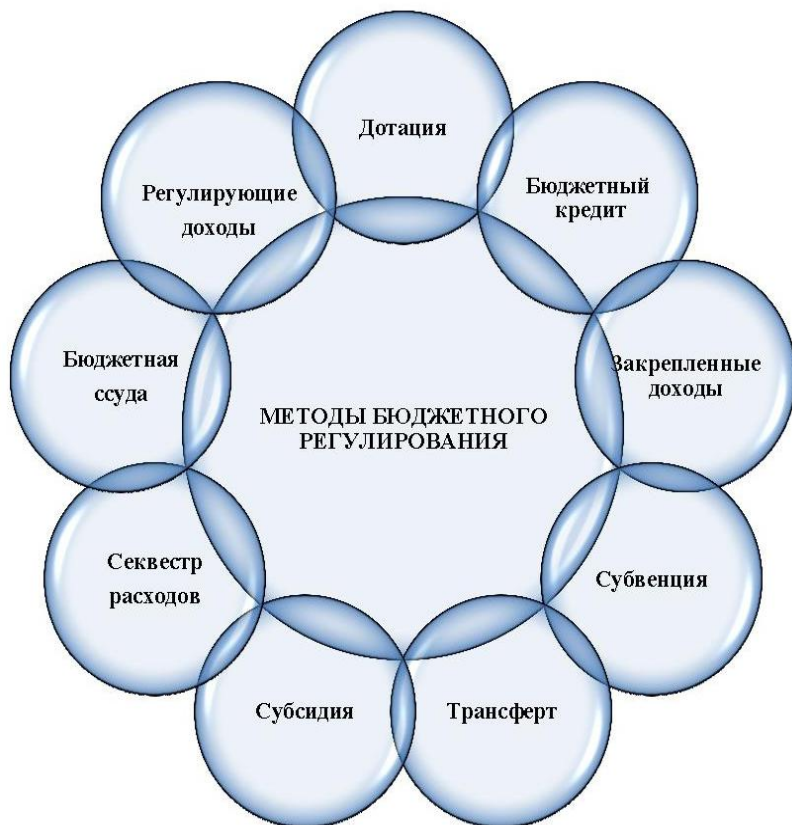 Дотация
Бюджетный
кредит
Закрепленные
доходы
Субвенция
Трансферт
Субсидия
Секвестр
расходов
Бюджетная
ссуда
Регулирующие
доходы
МЕТОДЫ БЮДЖЕТНОГО
РЕГУЛИРОВАНИЯ